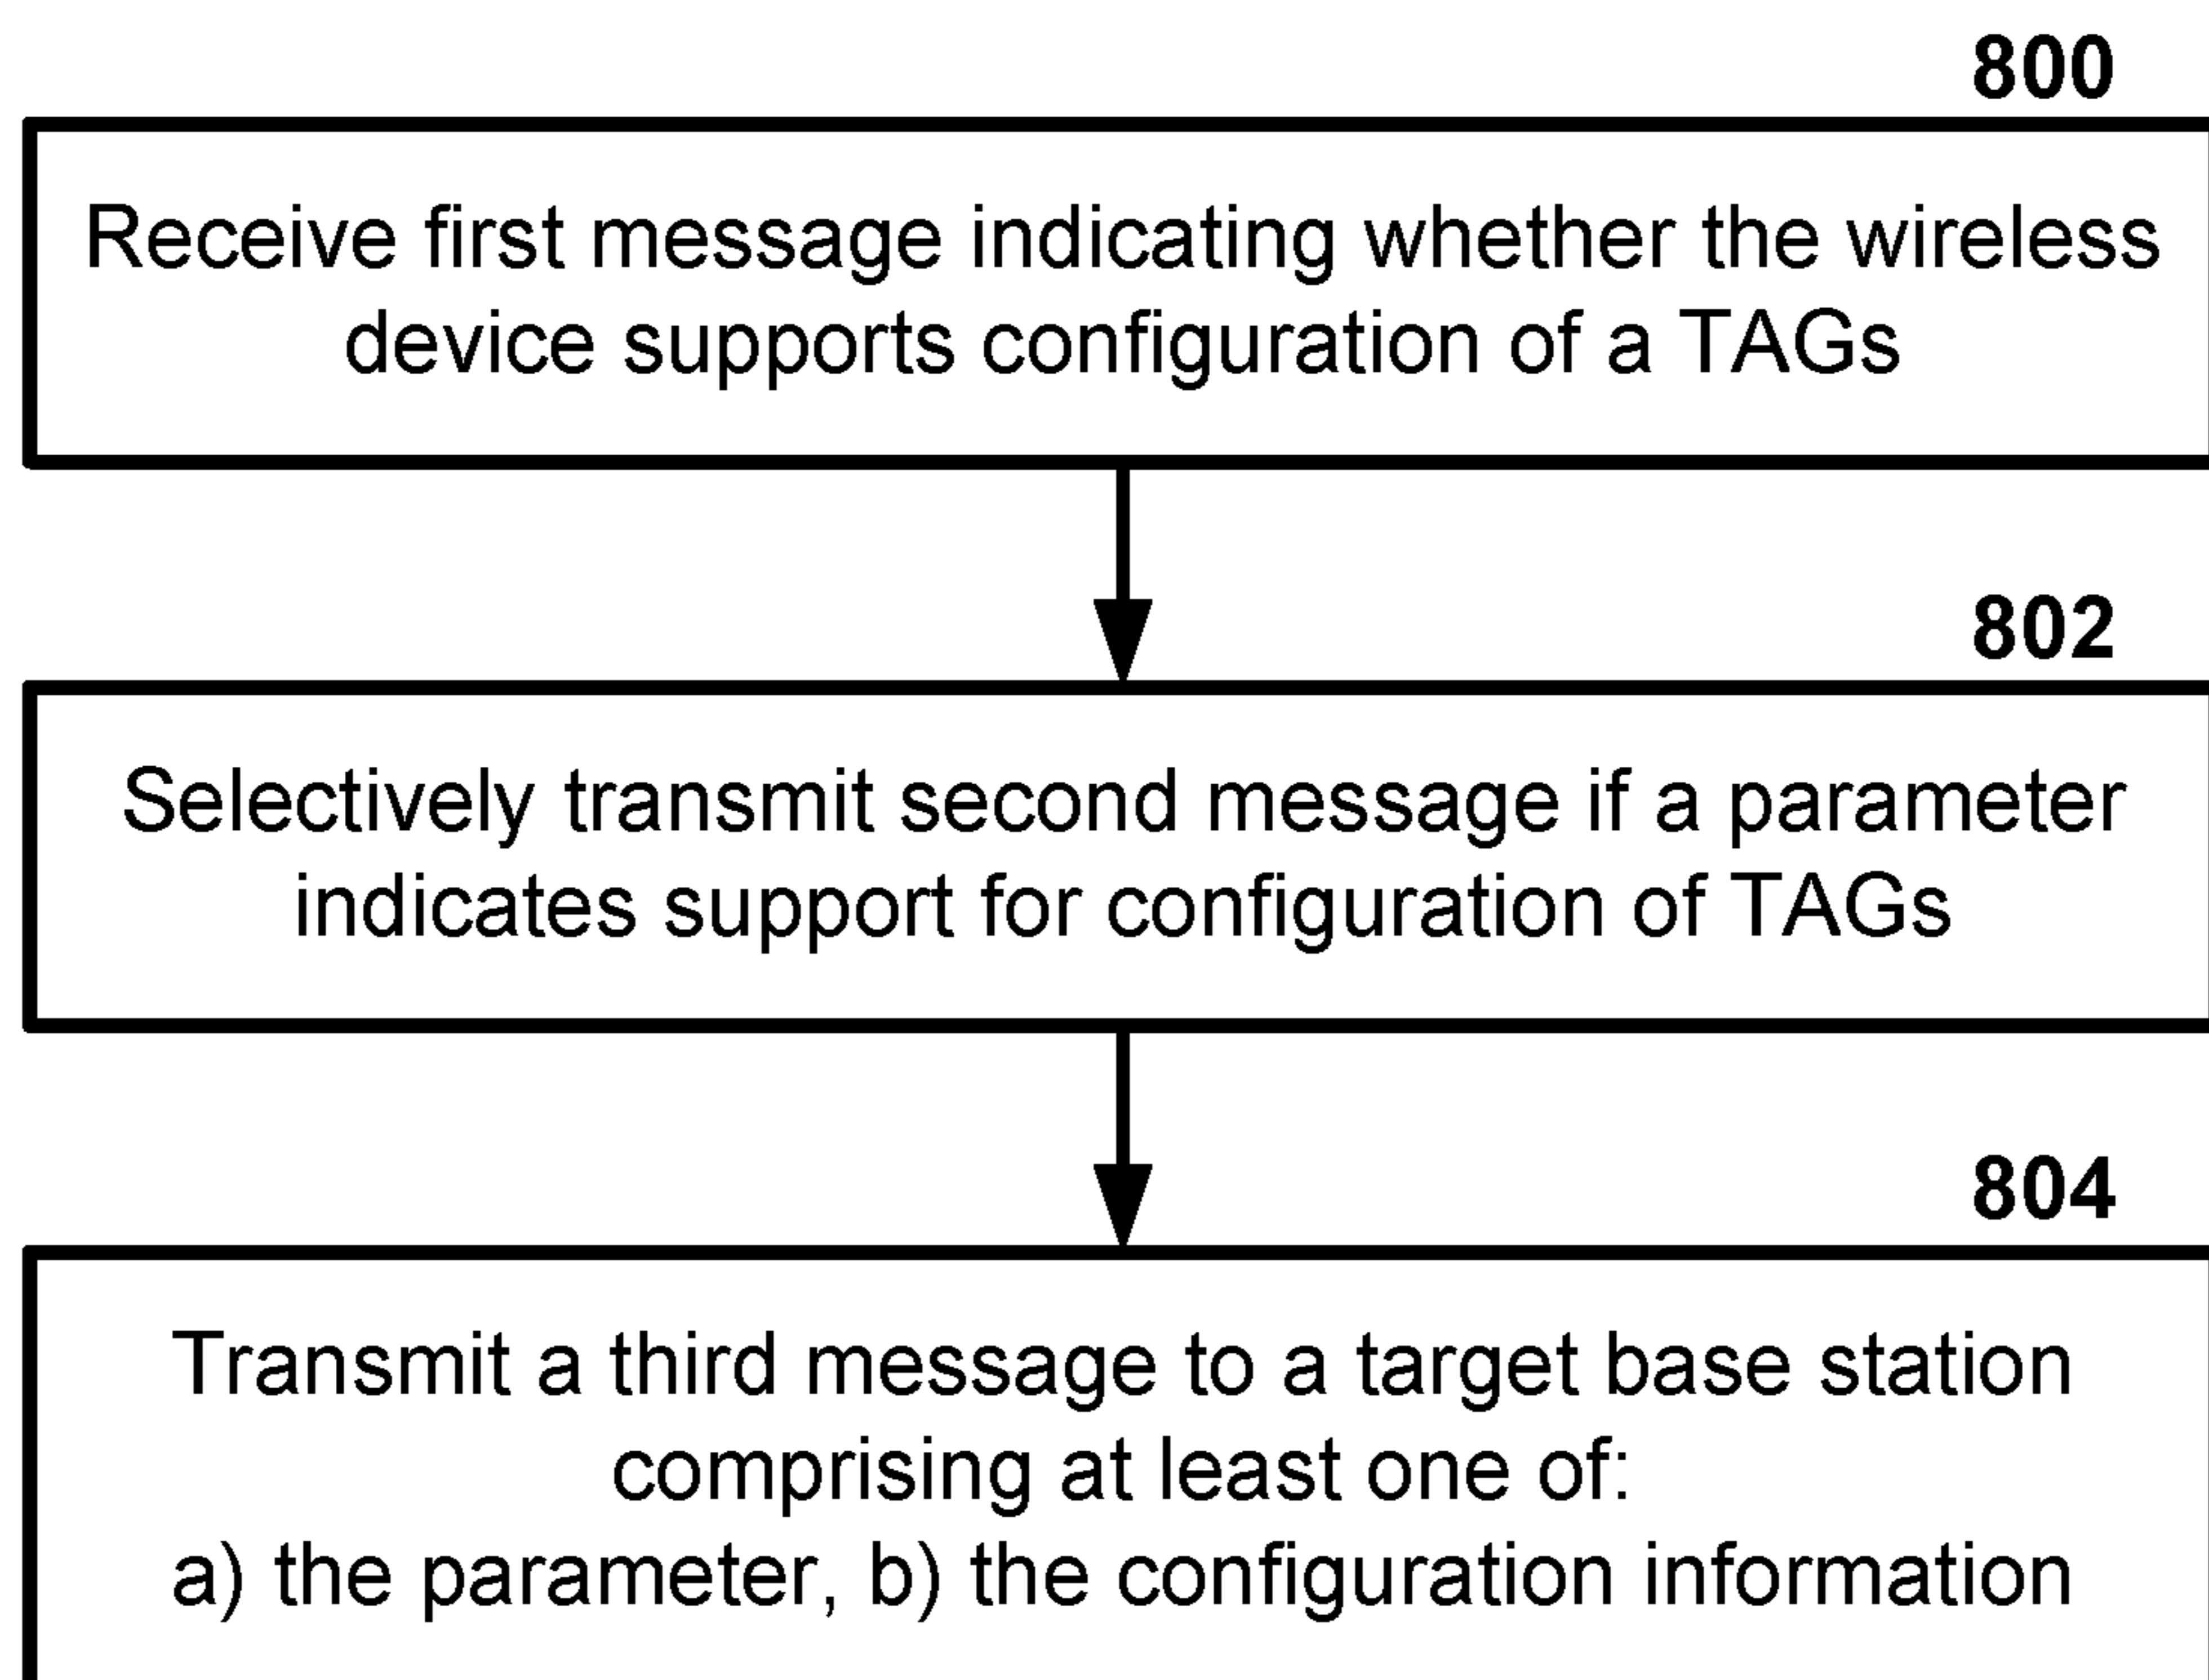 800
Receive first message indicating whether the wireless
device supports configuration of a TAGs
802
Selectively transmit second message if a parameter
indicates support for configuration of TAGs
804
Transmit a third message to a target base station
comprising at least one of:
a) the parameter, b) the configuration information